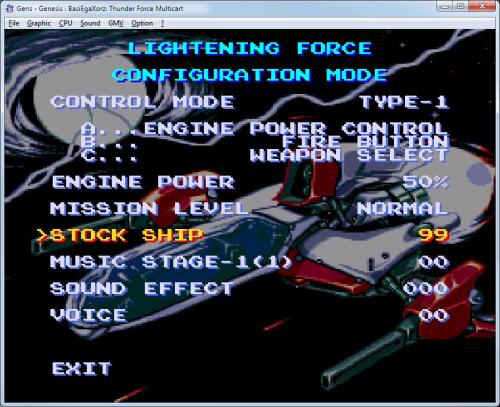 Gens - Genesis : BasiEgaXorz: Thunder Force Multicart
File Graphic CPU Sound GMV Option ?
LIGHTENING FORCE
CONFIGURATION MODE
CONTROL MODE TYPE-1
A...ENGINE POWER CONTROL
B... FIRE BUTTON
C... WEAPON SELECT
ENGINE POWER 50%
MISSION LEVEL NORMAL
>STOCK SHIP 99
MUSIC STAGE-1(1) 00
SOUND EFFECT 000
VOICE 00
EXIT